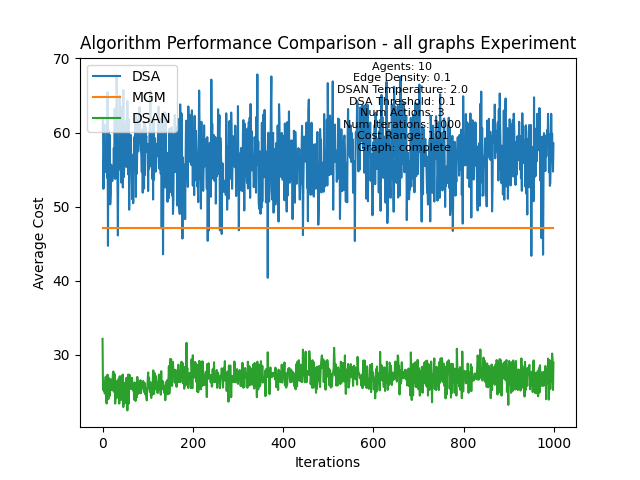 Algorithm Performance Comparison - all graphs Experiment
70
60
50
40
30
Average Cost
DSA
MGM
DSAN
Agents: 10
Edge Density: 0.1
DSAN Temperature: 2.0
DSA Threshold: 0.1
Num Actions: 3
Num Iterations: 1000
Cost Range: 101
Graph: complete
0 200 400 600 800 1000
Iterations